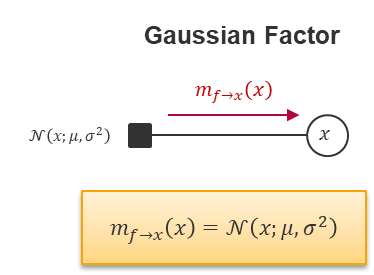 Gaussian Factor
m_{f→x}(x)
𝒩(x; μ, σ²)
x
m_{f→x}(x) = 𝒩(x; μ, σ²)